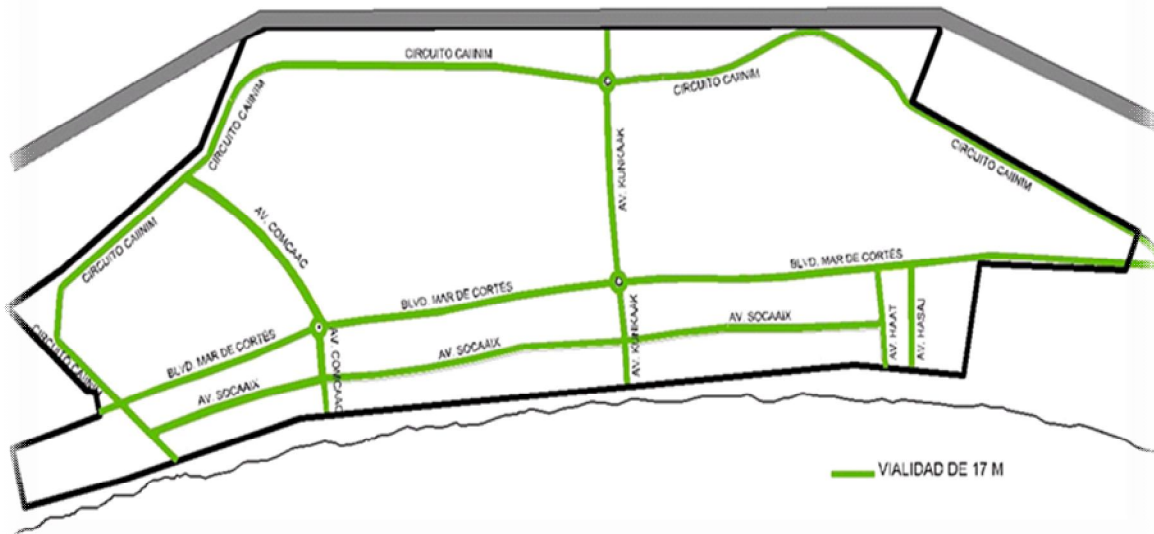 CIRCUITO CAIINIM
CIRCUITO CAIINIM
CIRCUITO CAIINIM
CIRCUITO CAIINIM
CIRCUITO CAIINIM
CIRCUITO CAIINIM
AV. KUNKAAK
AV. COMCAAC
BLVD. MAR DE CORTÉS
BLVD. MAR DE CORTÉS
BLVD. MAR DE CORTÉS
AV. SOCAAIX
AV. SOCAAIX
AV. SOCAAIX
AV. COMCAAC
AV. KUNKAAK
AV. HAAT
AV. HASAJ
VIALIDAD DE 17 M